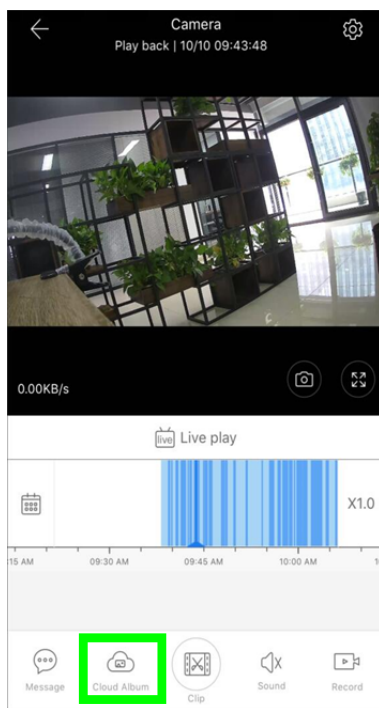 Camera
Play back | 10/10 09:43:48
0.00KB/s
live Live play
X1.0
:15 AM 09:30 AM 09:45 AM 10:00 AM 1
Message Cloud Album Clip Sound Record